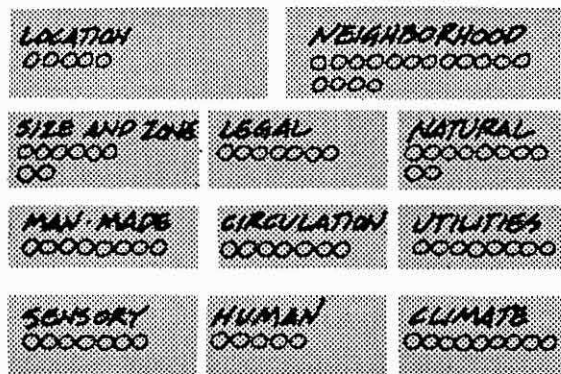 LOCATION
NEIGHBORHOOD
SIZE AND ZONE
LEGAL
NATURAL
MAN-MADE
CIRCULATION
UTILITIES
SENSORY
HUMAN
CLIMATE